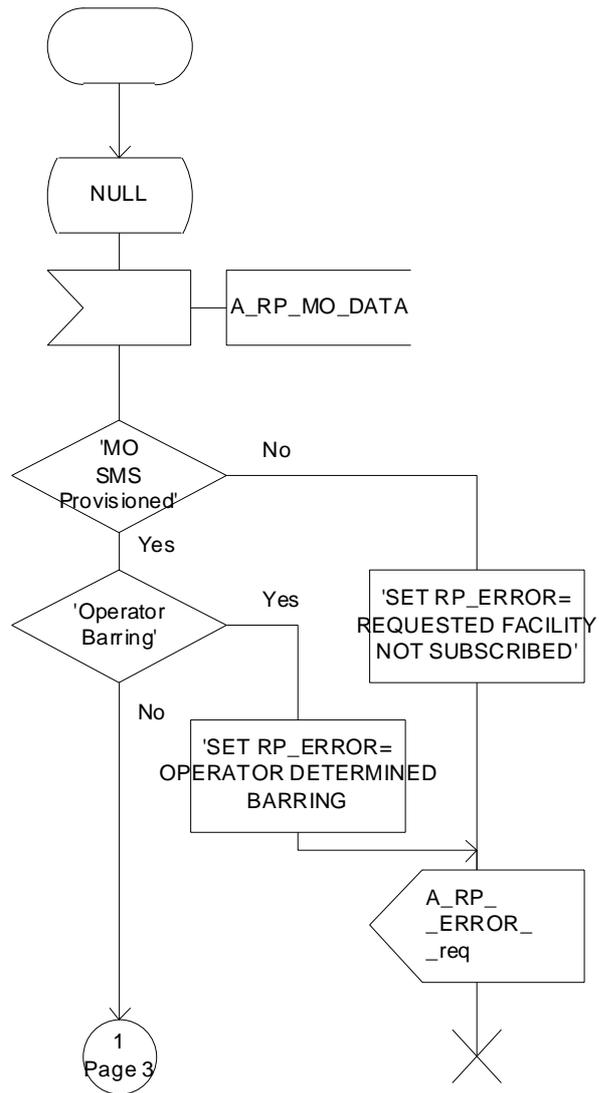 NULL
A_RP_MO_DATA
'MO
SMS
Provisioned'
No
Yes
'Operator
Barring'
Yes
'SET RP_ERROR=
REQUESTED FACILITY
NOT SUBSCRIBED'
No
'SET RP_ERROR=
OPERATOR DETERMINED
BARRING
A_RP_
_ERROR_
_req
1
Page 3